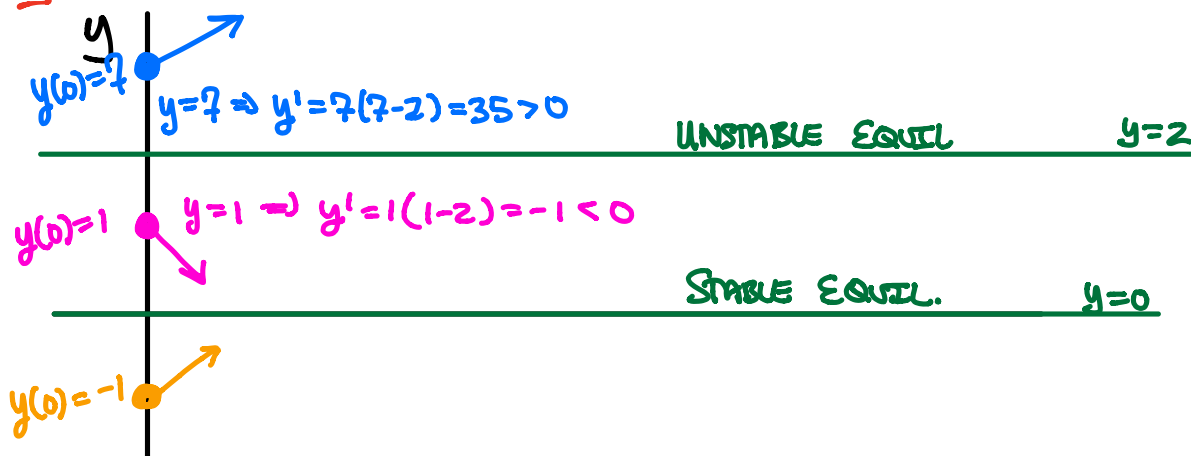 y
y(0)=7
y=7 ⇒ y'=7(7-2)=35>0
UNSTABLE EQUIL y=2
y(0)=1 y=1 ⇒ y'=1(1-2)=-1<0
STABLE EQUIL. y=0
y(0)=-1